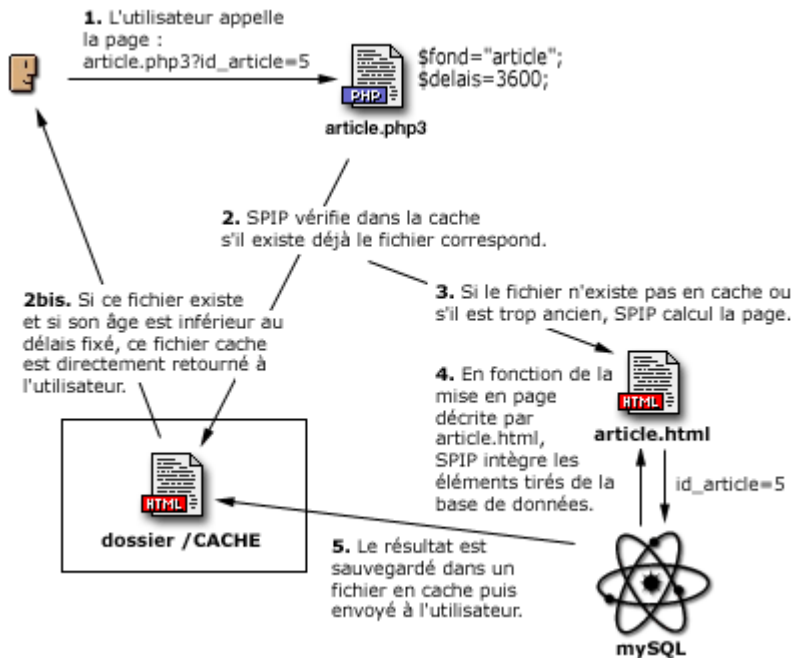 1. L'utilisateur appelle
la page :
article.php3?id_article=5
$fond="article";
$delais=3600;
PHP
article.php3
2. SPIP vérifie dans la cache
s'il existe déjà le fichier correspond.
2bis. Si ce fichier existe
et si son âge est inférieur au
délais fixé, ce fichier cache
est directement retourné à
l'utilisateur.
3. Si le fichier n'existe pas en cache ou
s'il est trop ancien, SPIP calcul la page.
4. En fonction de la
mise en page
décrite par
article.html,
SPIP intègre les
éléments tirés de la
base de données.
HTML
article.html
id_article=5
HTML
dossier /CACHE
5. Le résultat est
sauvegardé dans un
fichier en cache puis
envoyé à l'utilisateur.
mySQL